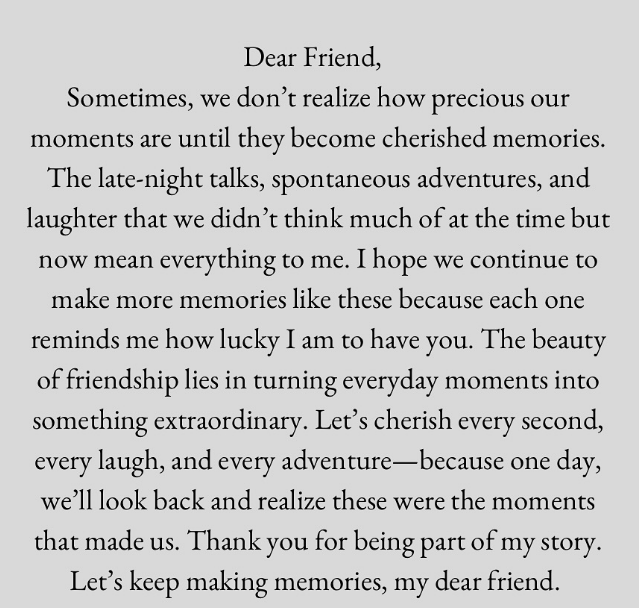 Dear Friend,
Sometimes, we don’t realize how precious our
moments are until they become cherished memories.
The late-night talks, spontaneous adventures, and
laughter that we didn’t think much of at the time but
now mean everything to me. I hope we continue to
make more memories like these because each one
reminds me how lucky I am to have you. The beauty
of friendship lies in turning everyday moments into
something extraordinary. Let’s cherish every second,
every laugh, and every adventure—because one day,
we’ll look back and realize these were the moments
that made us. Thank you for being part of my story.
Let’s keep making memories, my dear friend.